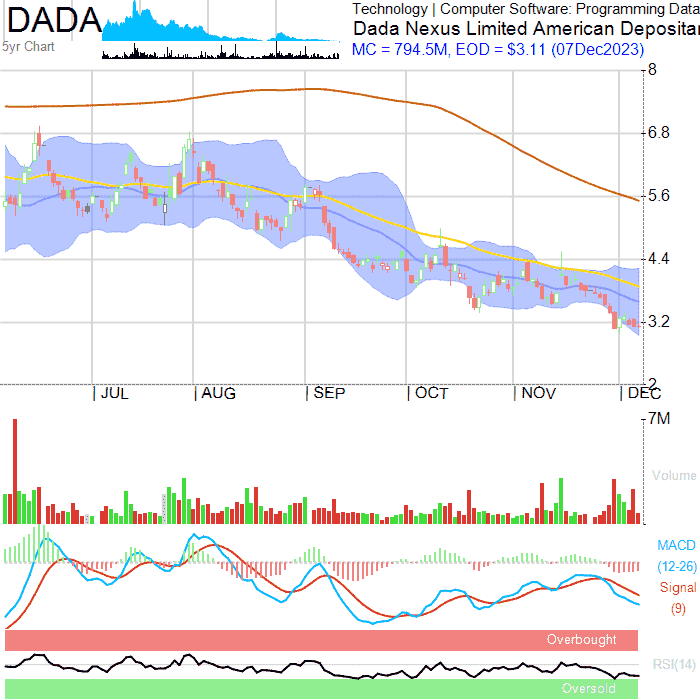 DADA
5yr Chart
Technology | Computer Software: Programming Data
Dada Nexus Limited American Depositar
MC = 794.5M, EOD = $3.11 (07Dec2023)
8
6.8
5.6
4.4
3.2
2
JUL AUG SEP OCT NOV DEC
7M
Volume
MACD
(12-26)
Signal
(9)
Overbought
RSI(14)
Oversold